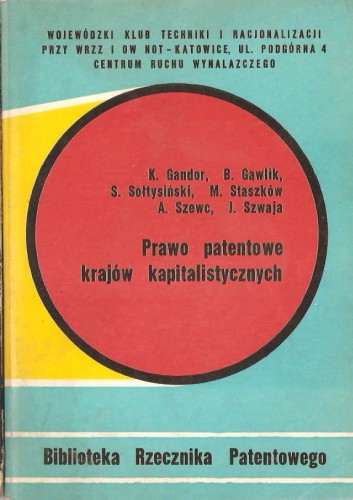 WOJEWÓDZKI KLUB TECHNIKI I RACJONALIZACJI
PRZY WRZZ I OW NOT-KATOWICE, UL. PODGÓRNA 4
CENTRUM RUCHU WYNALAZCZEGO
K. Gandor, B. Gawlik,
S. Sołtysiński, M. Staszków
A. Szewc, J. Szwaja
Prawo patentowe
krajów kapitalistycznych
Biblioteka Rzecznika Patentowego